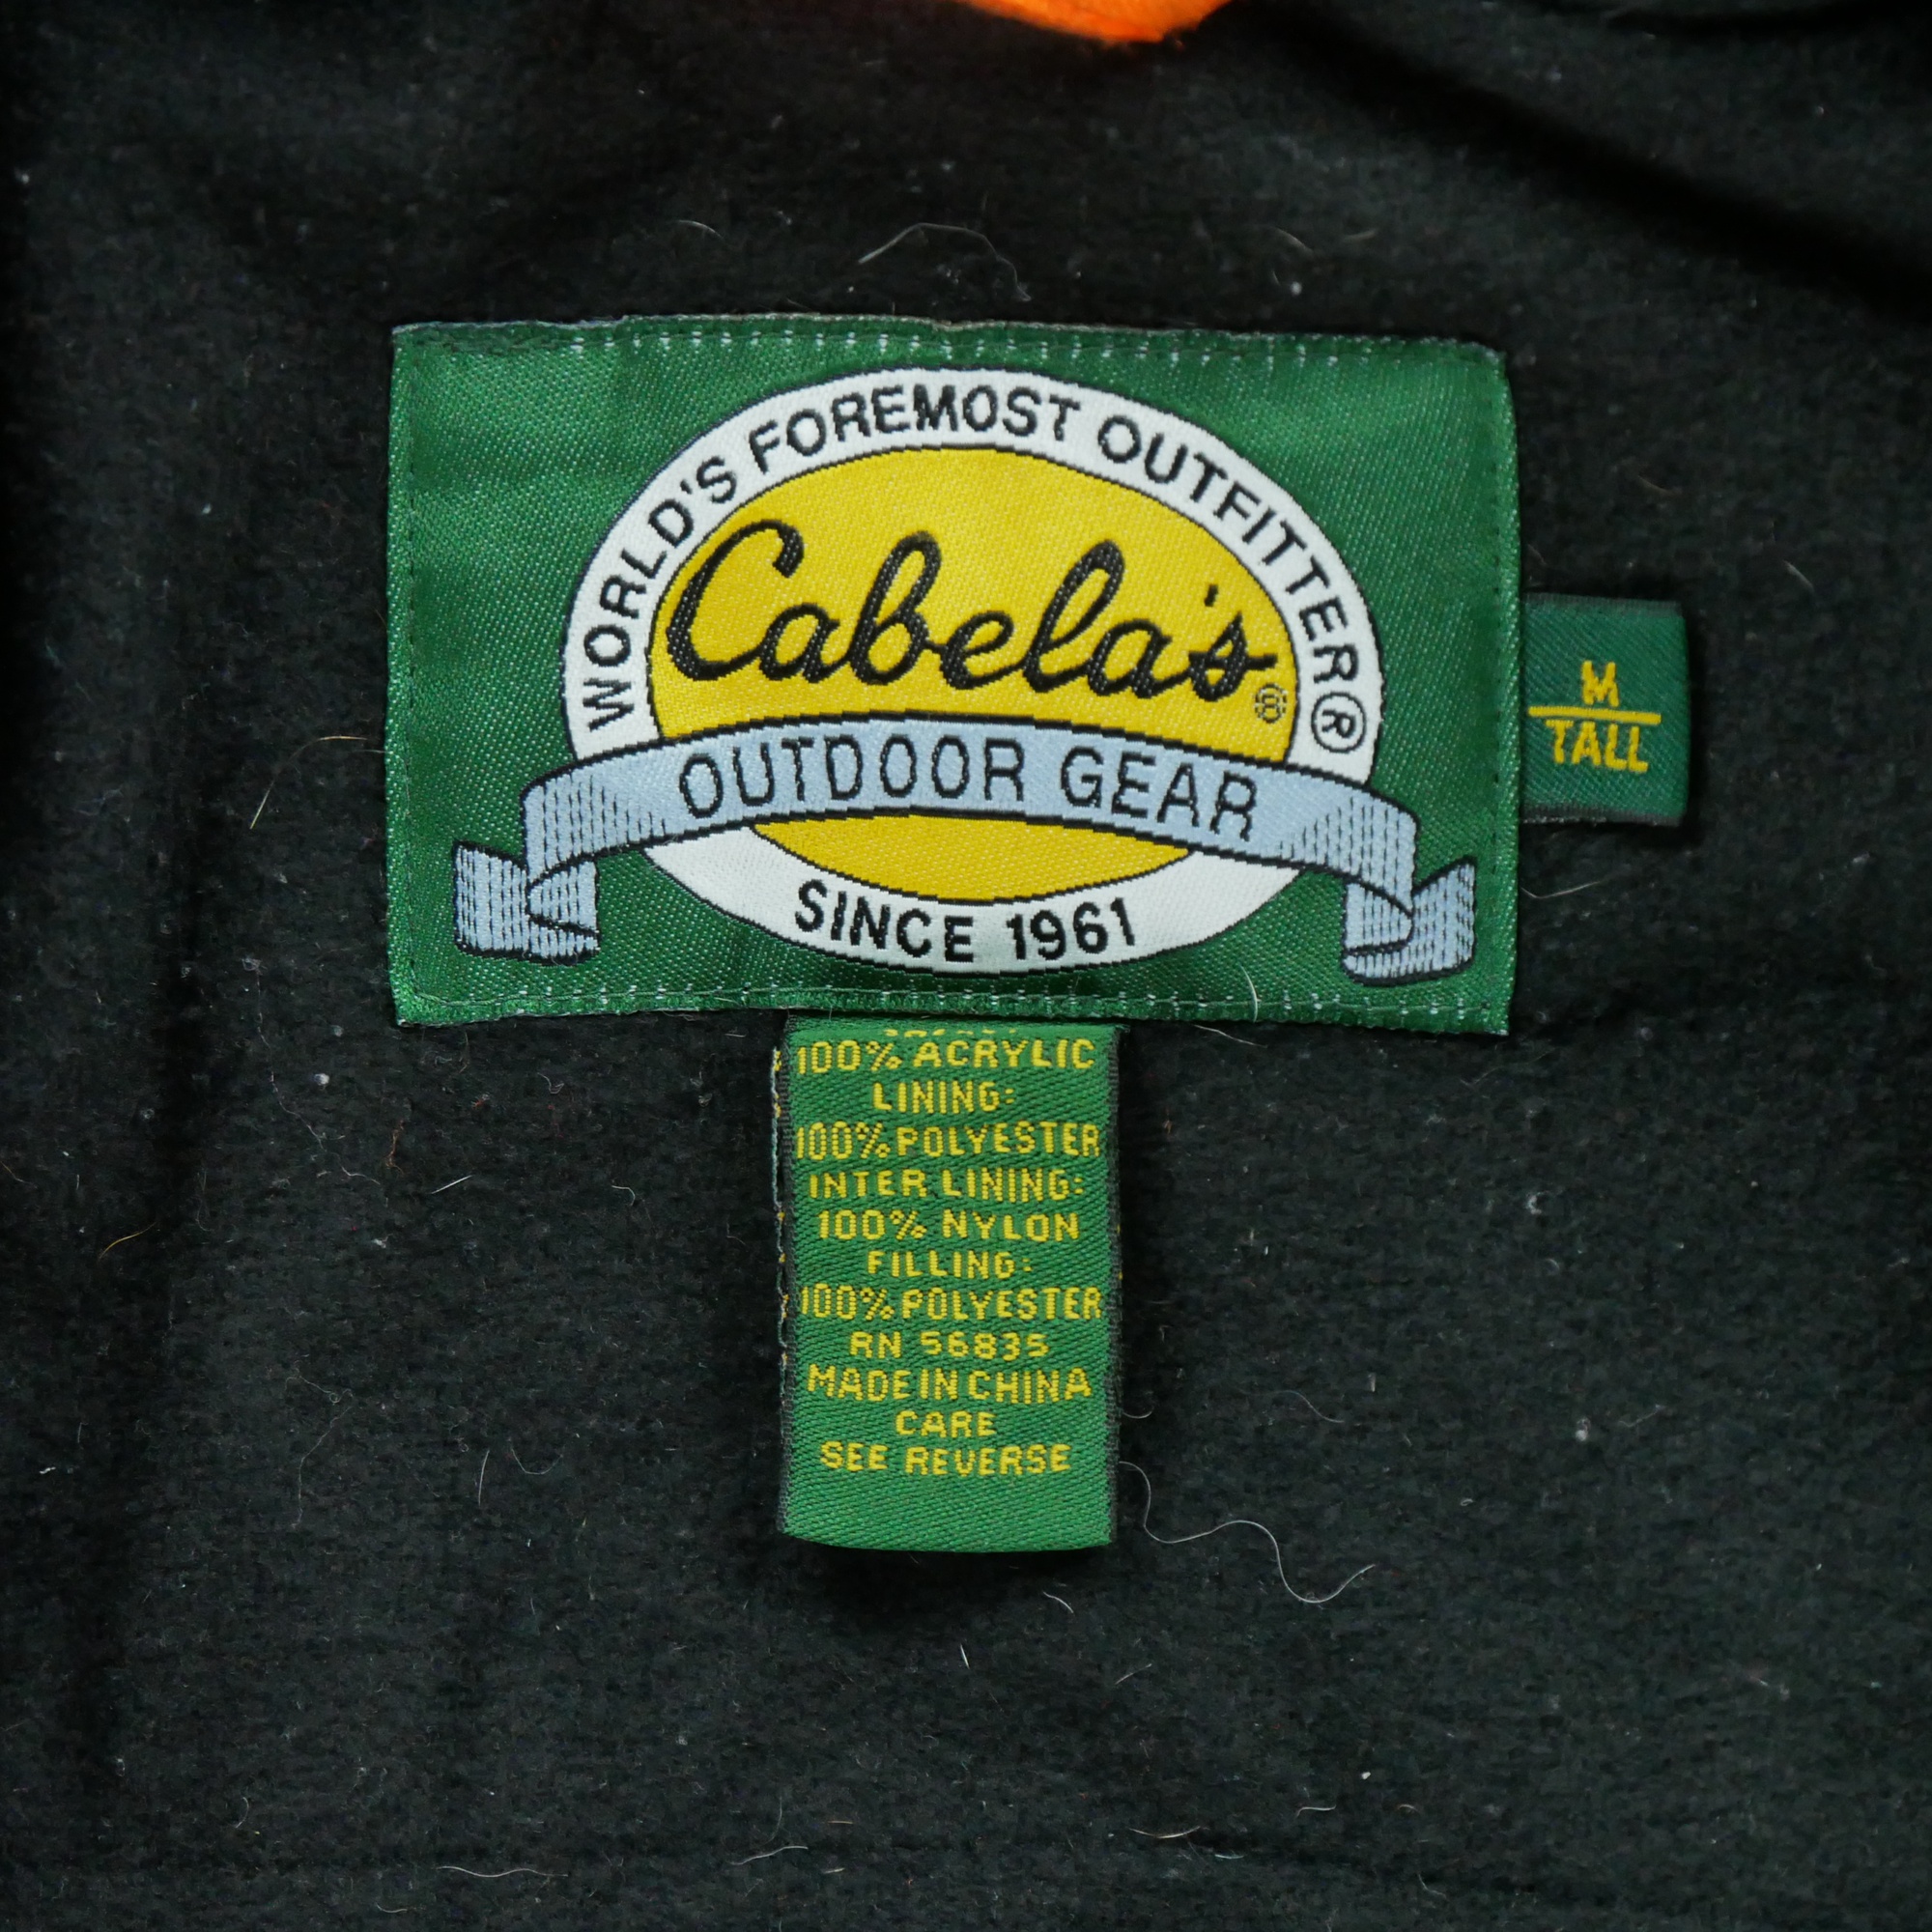 WORLD'S FOREMOST OUTFITTER®
Cabela's®
OUTDOOR GEAR
SINCE 1961
M
TALL
100% ACRYLIC
LINING:
100% POLYESTER
INTER LINING:
100% NYLON
FILLING:
100% POLYESTER
RN 56835
MADE IN CHINA
CARE
SEE REVERSE